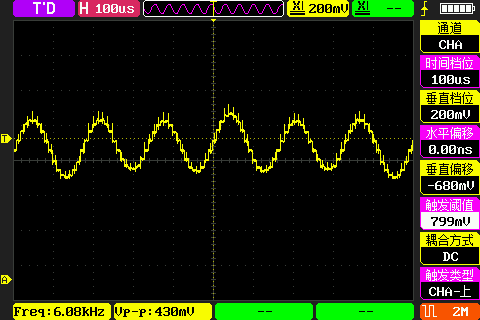 T'D H 100us X1 200mV X1 --
通道
CHA
时间档位
100us
垂直档位
200mV
水平偏移
0.00ns
垂直偏移
-680mV
触发阈值
799mV
耦合方式
DC
触发类型
CHA-上
T
A
Freq:6.08kHz Vp-p:430mV -- -- 2M